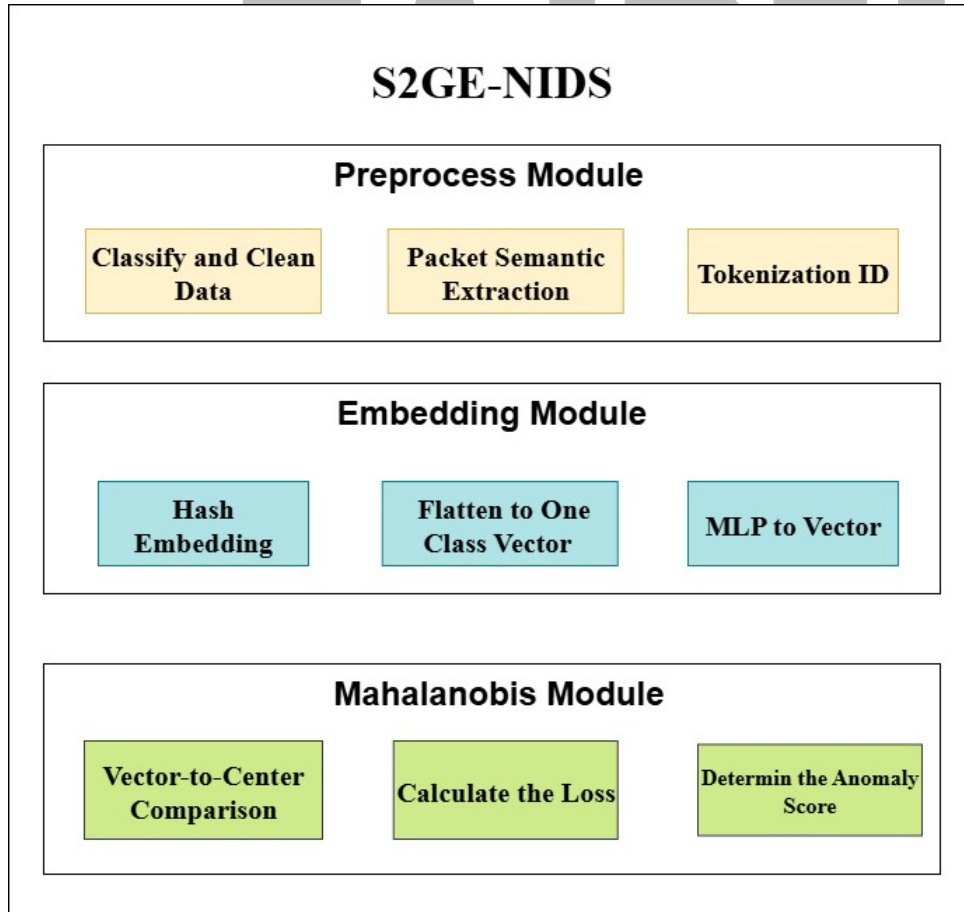 S2GE-NIDS
Preprocess Module
Classify and Clean
Data
Packet Semantic
Extraction
Tokenization ID
Embedding Module
Hash
Embedding
Flatten to One
Class Vector
MLP to Vector
Mahalanobis Module
Vector-to-Center
Comparison
Calculate the Loss
Determin the Anomaly
Score